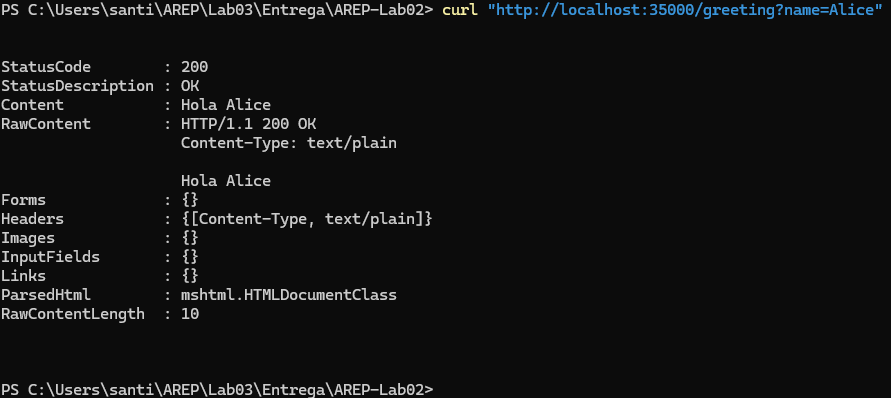 PS C:\Users\santi\AREP\Lab03\Entrega\AREP-Lab02> curl "http://localhost:35000/greeting?name=Alice"
StatusCode        : 200
StatusDescription : OK
Content           : Hola Alice
RawContent        : HTTP/1.1 200 OK
                    Content-Type: text/plain

                    Hola Alice
Forms             : {}
Headers           : {[Content-Type, text/plain]}
Images            : {}
InputFields       : {}
Links             : {}
ParsedHtml        : mshtml.HTMLDocumentClass
RawContentLength  : 10
PS C:\Users\santi\AREP\Lab03\Entrega\AREP-Lab02>